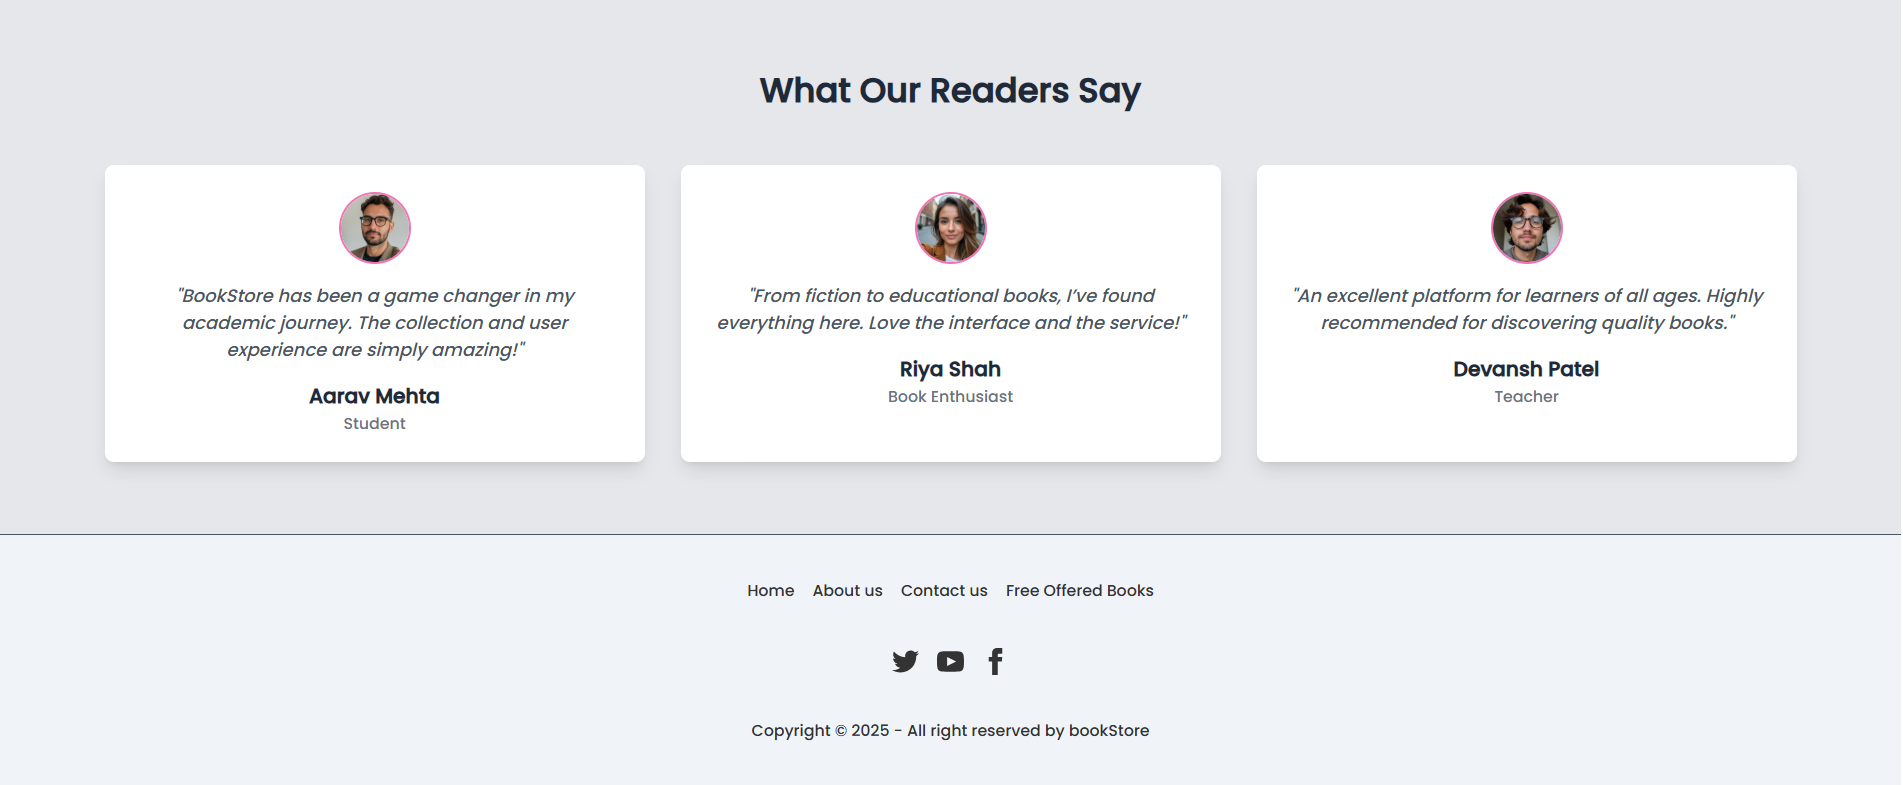 What Our Readers Say
"BookStore has been a game changer in my
academic journey. The collection and user
experience are simply amazing!"
Aarav Mehta
Student
"From fiction to educational books, I’ve found
everything here. Love the interface and the service!"
Riya Shah
Book Enthusiast
"An excellent platform for learners of all ages. Highly
recommended for discovering quality books."
Devansh Patel
Teacher
Home About us Contact us Free Offered Books
Copyright © 2025 - All right reserved by bookStore